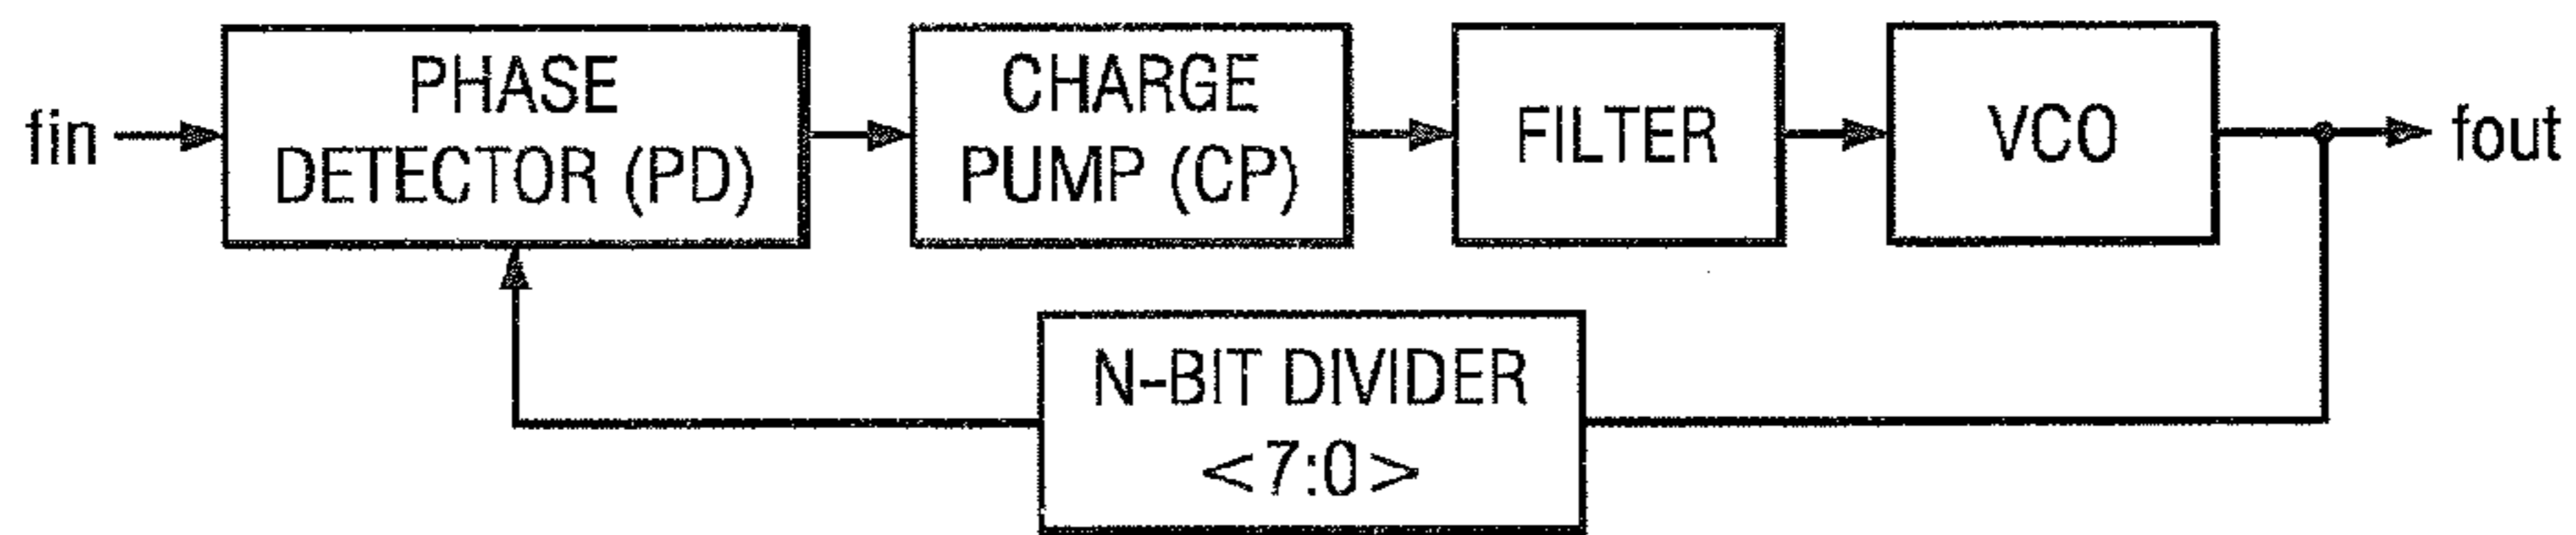 fin
PHASE
DETECTOR (PD)
CHARGE
PUMP (CP)
FILTER
VCO
fout
N-BIT DIVIDER
<7:0>